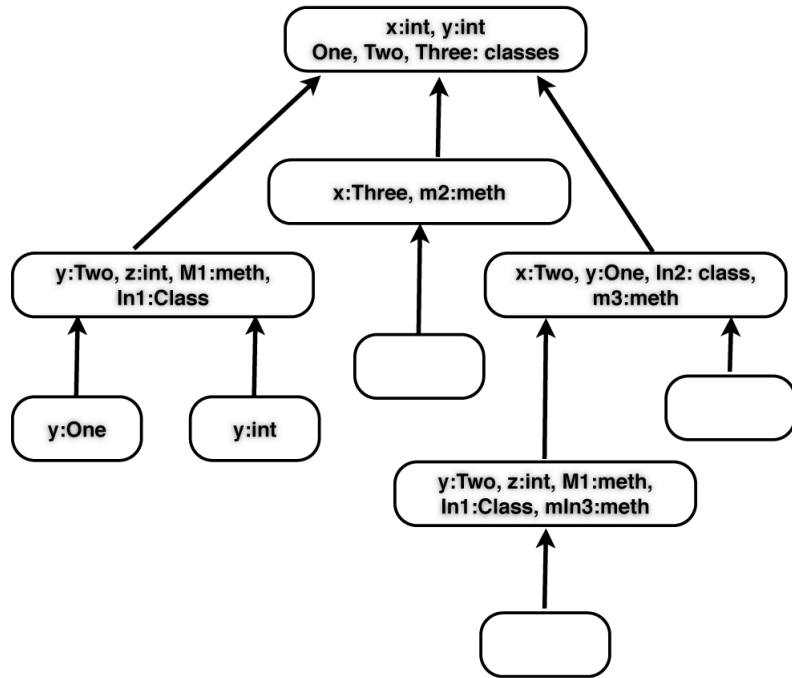 x:int, y:int
One, Two, Three: classes
x:Three, m2:meth
y:Two, z:int, M1:meth,
In1:Class
x:Two, y:One, In2: class,
m3:meth
y:One
y:int
y:Two, z:int, M1:meth,
In1:Class, mIn3:meth